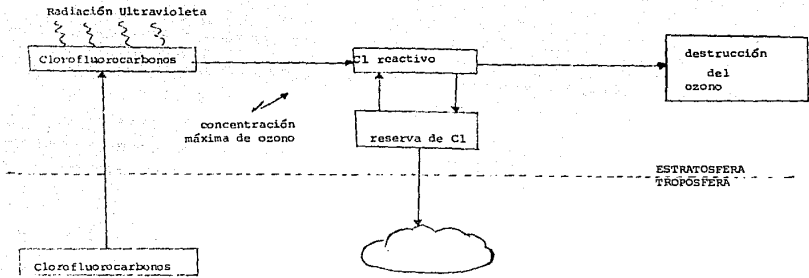 Radiación Ultravioleta
Clorofluorocarbonos
Cl reactivo
destrucción
del
ozono
concentración
máxima de ozono
reserva de Cl
ESTRATOSFERA
TROPOSFERA
Clorofluorocarbonos